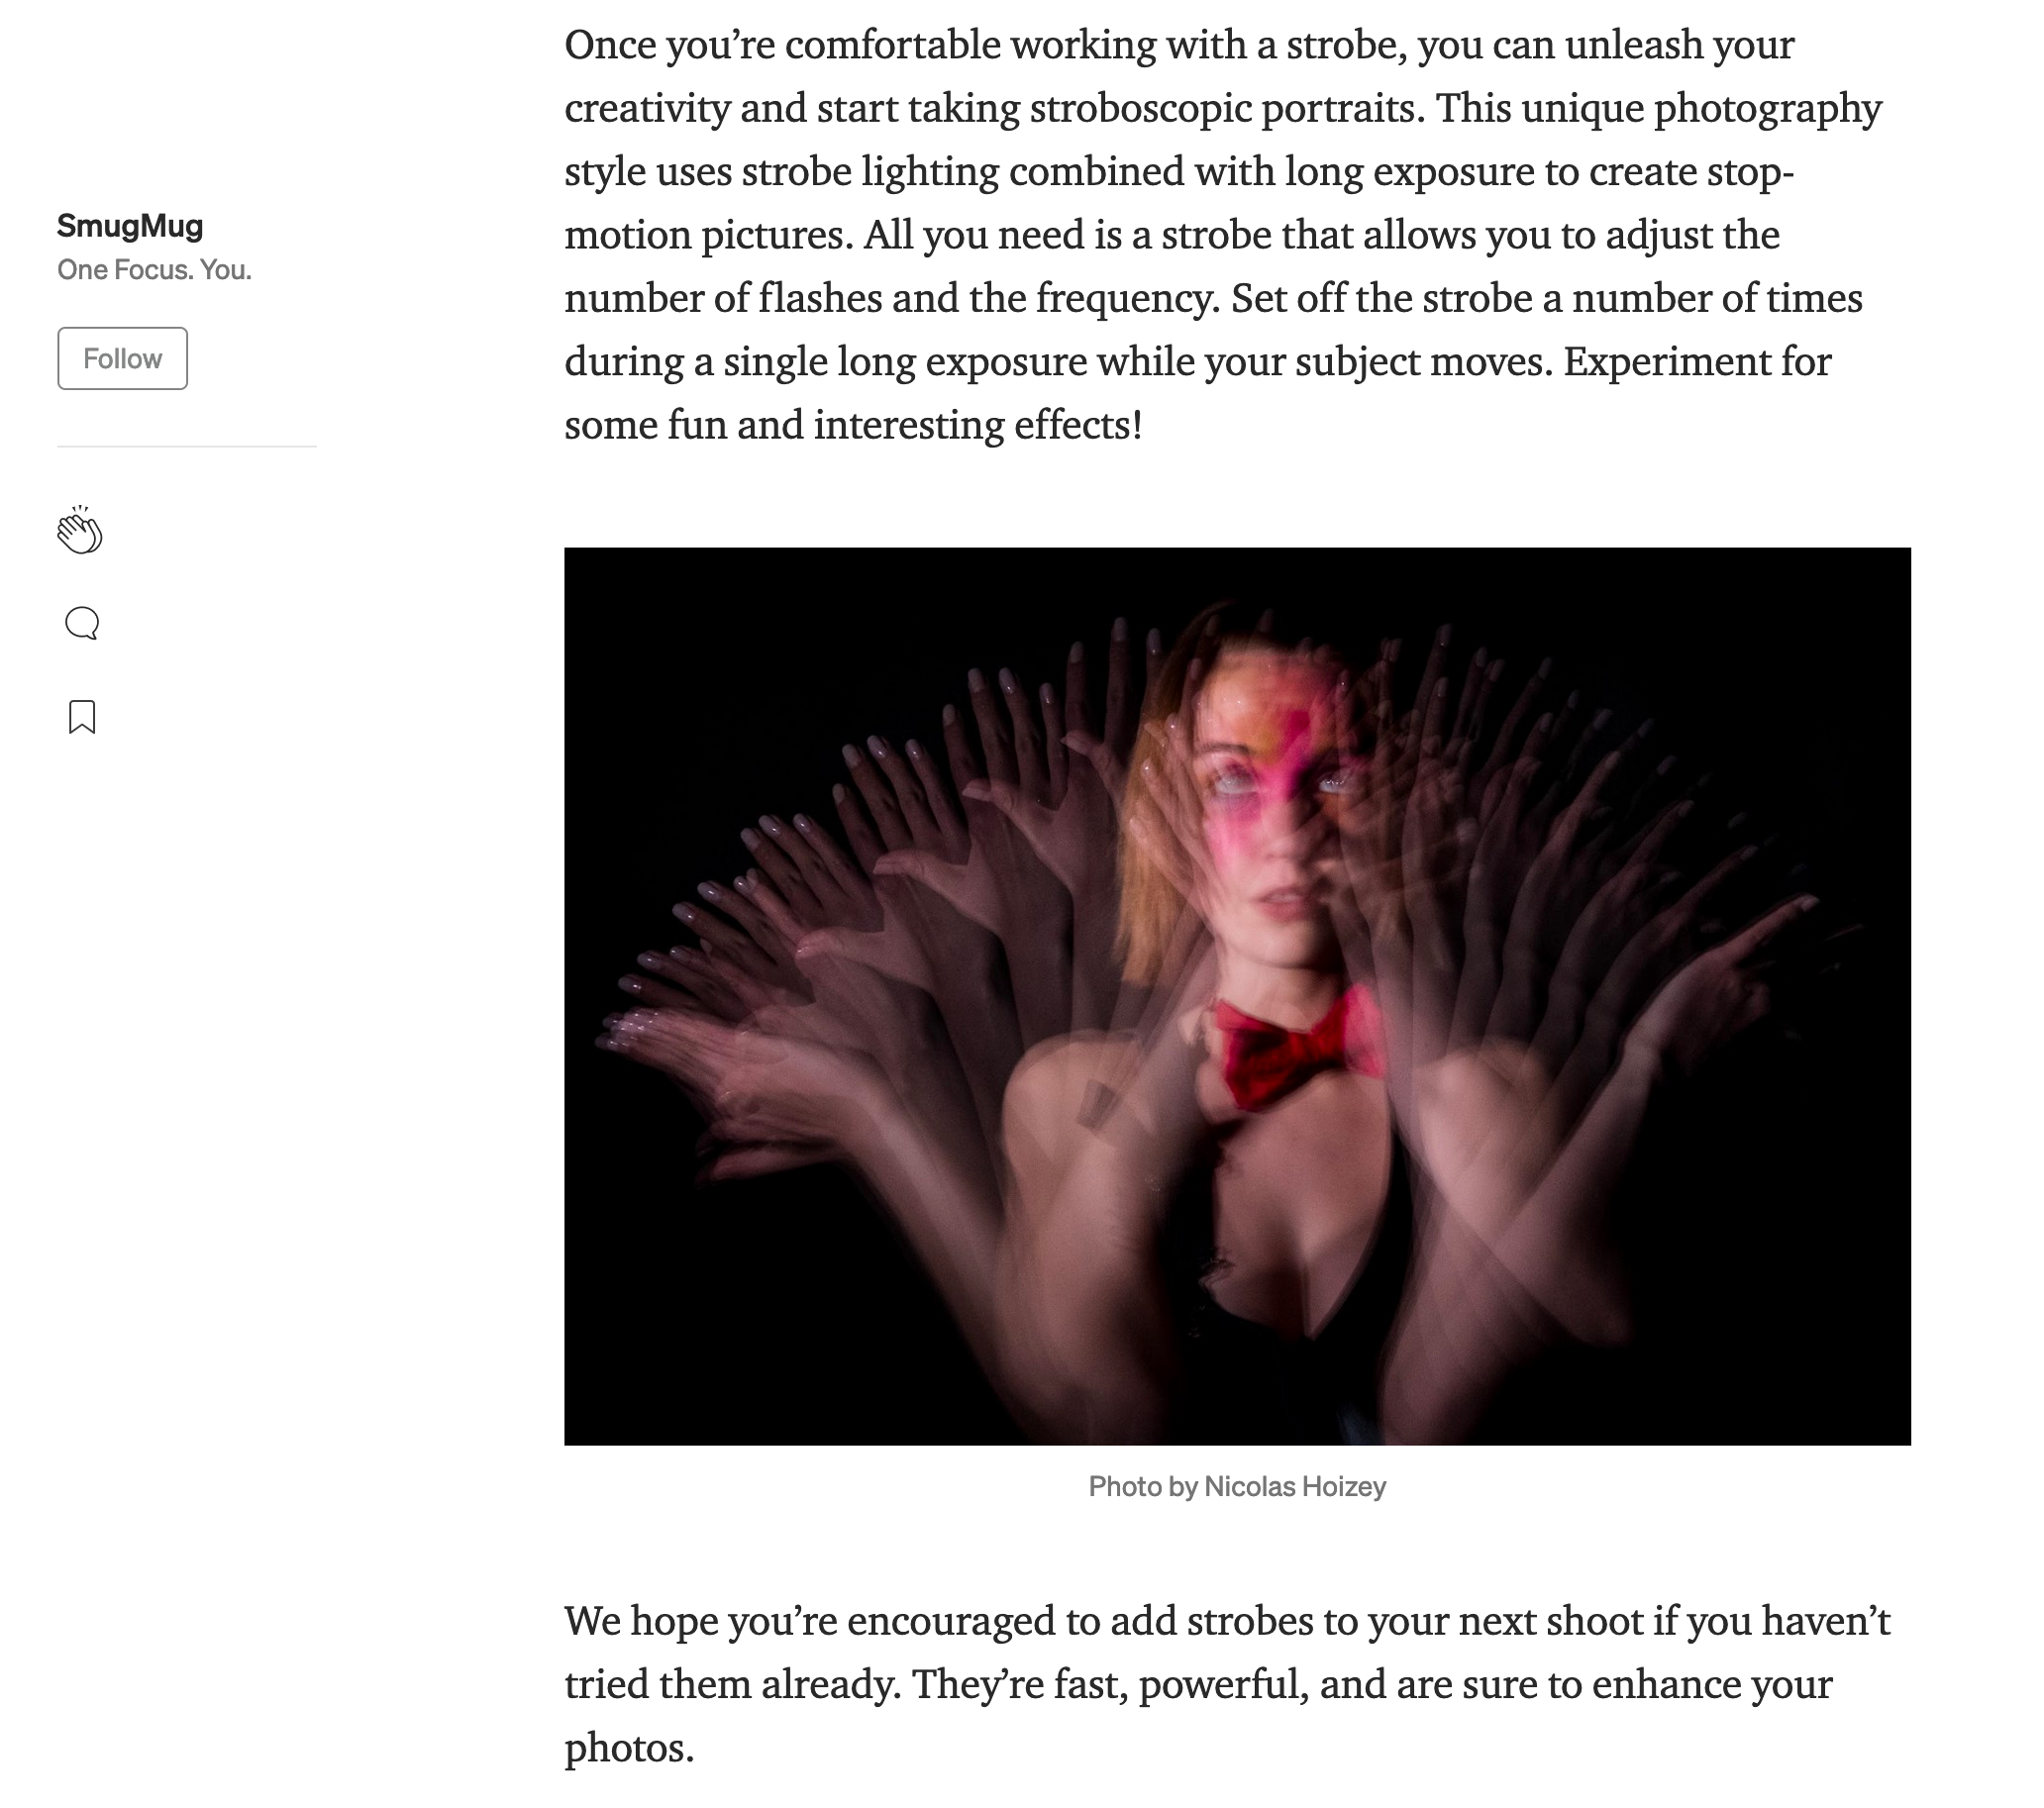 SmugMug
One Focus. You.
Follow
Once you’re comfortable working with a strobe, you can unleash your
creativity and start taking stroboscopic portraits. This unique photography
style uses strobe lighting combined with long exposure to create stop-
motion pictures. All you need is a strobe that allows you to adjust the
number of flashes and the frequency. Set off the strobe a number of times
during a single long exposure while your subject moves. Experiment for
some fun and interesting effects!
Photo by Nicolas Hoizey
We hope you’re encouraged to add strobes to your next shoot if you haven’t
tried them already. They’re fast, powerful, and are sure to enhance your
photos.